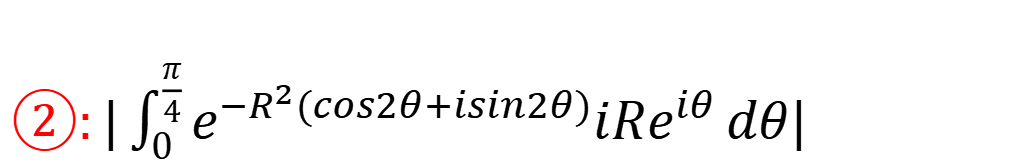 ②: | ∫₀^(π/4) e^(−R²(cos2θ+isin2θ)) iRe^(iθ) dθ|